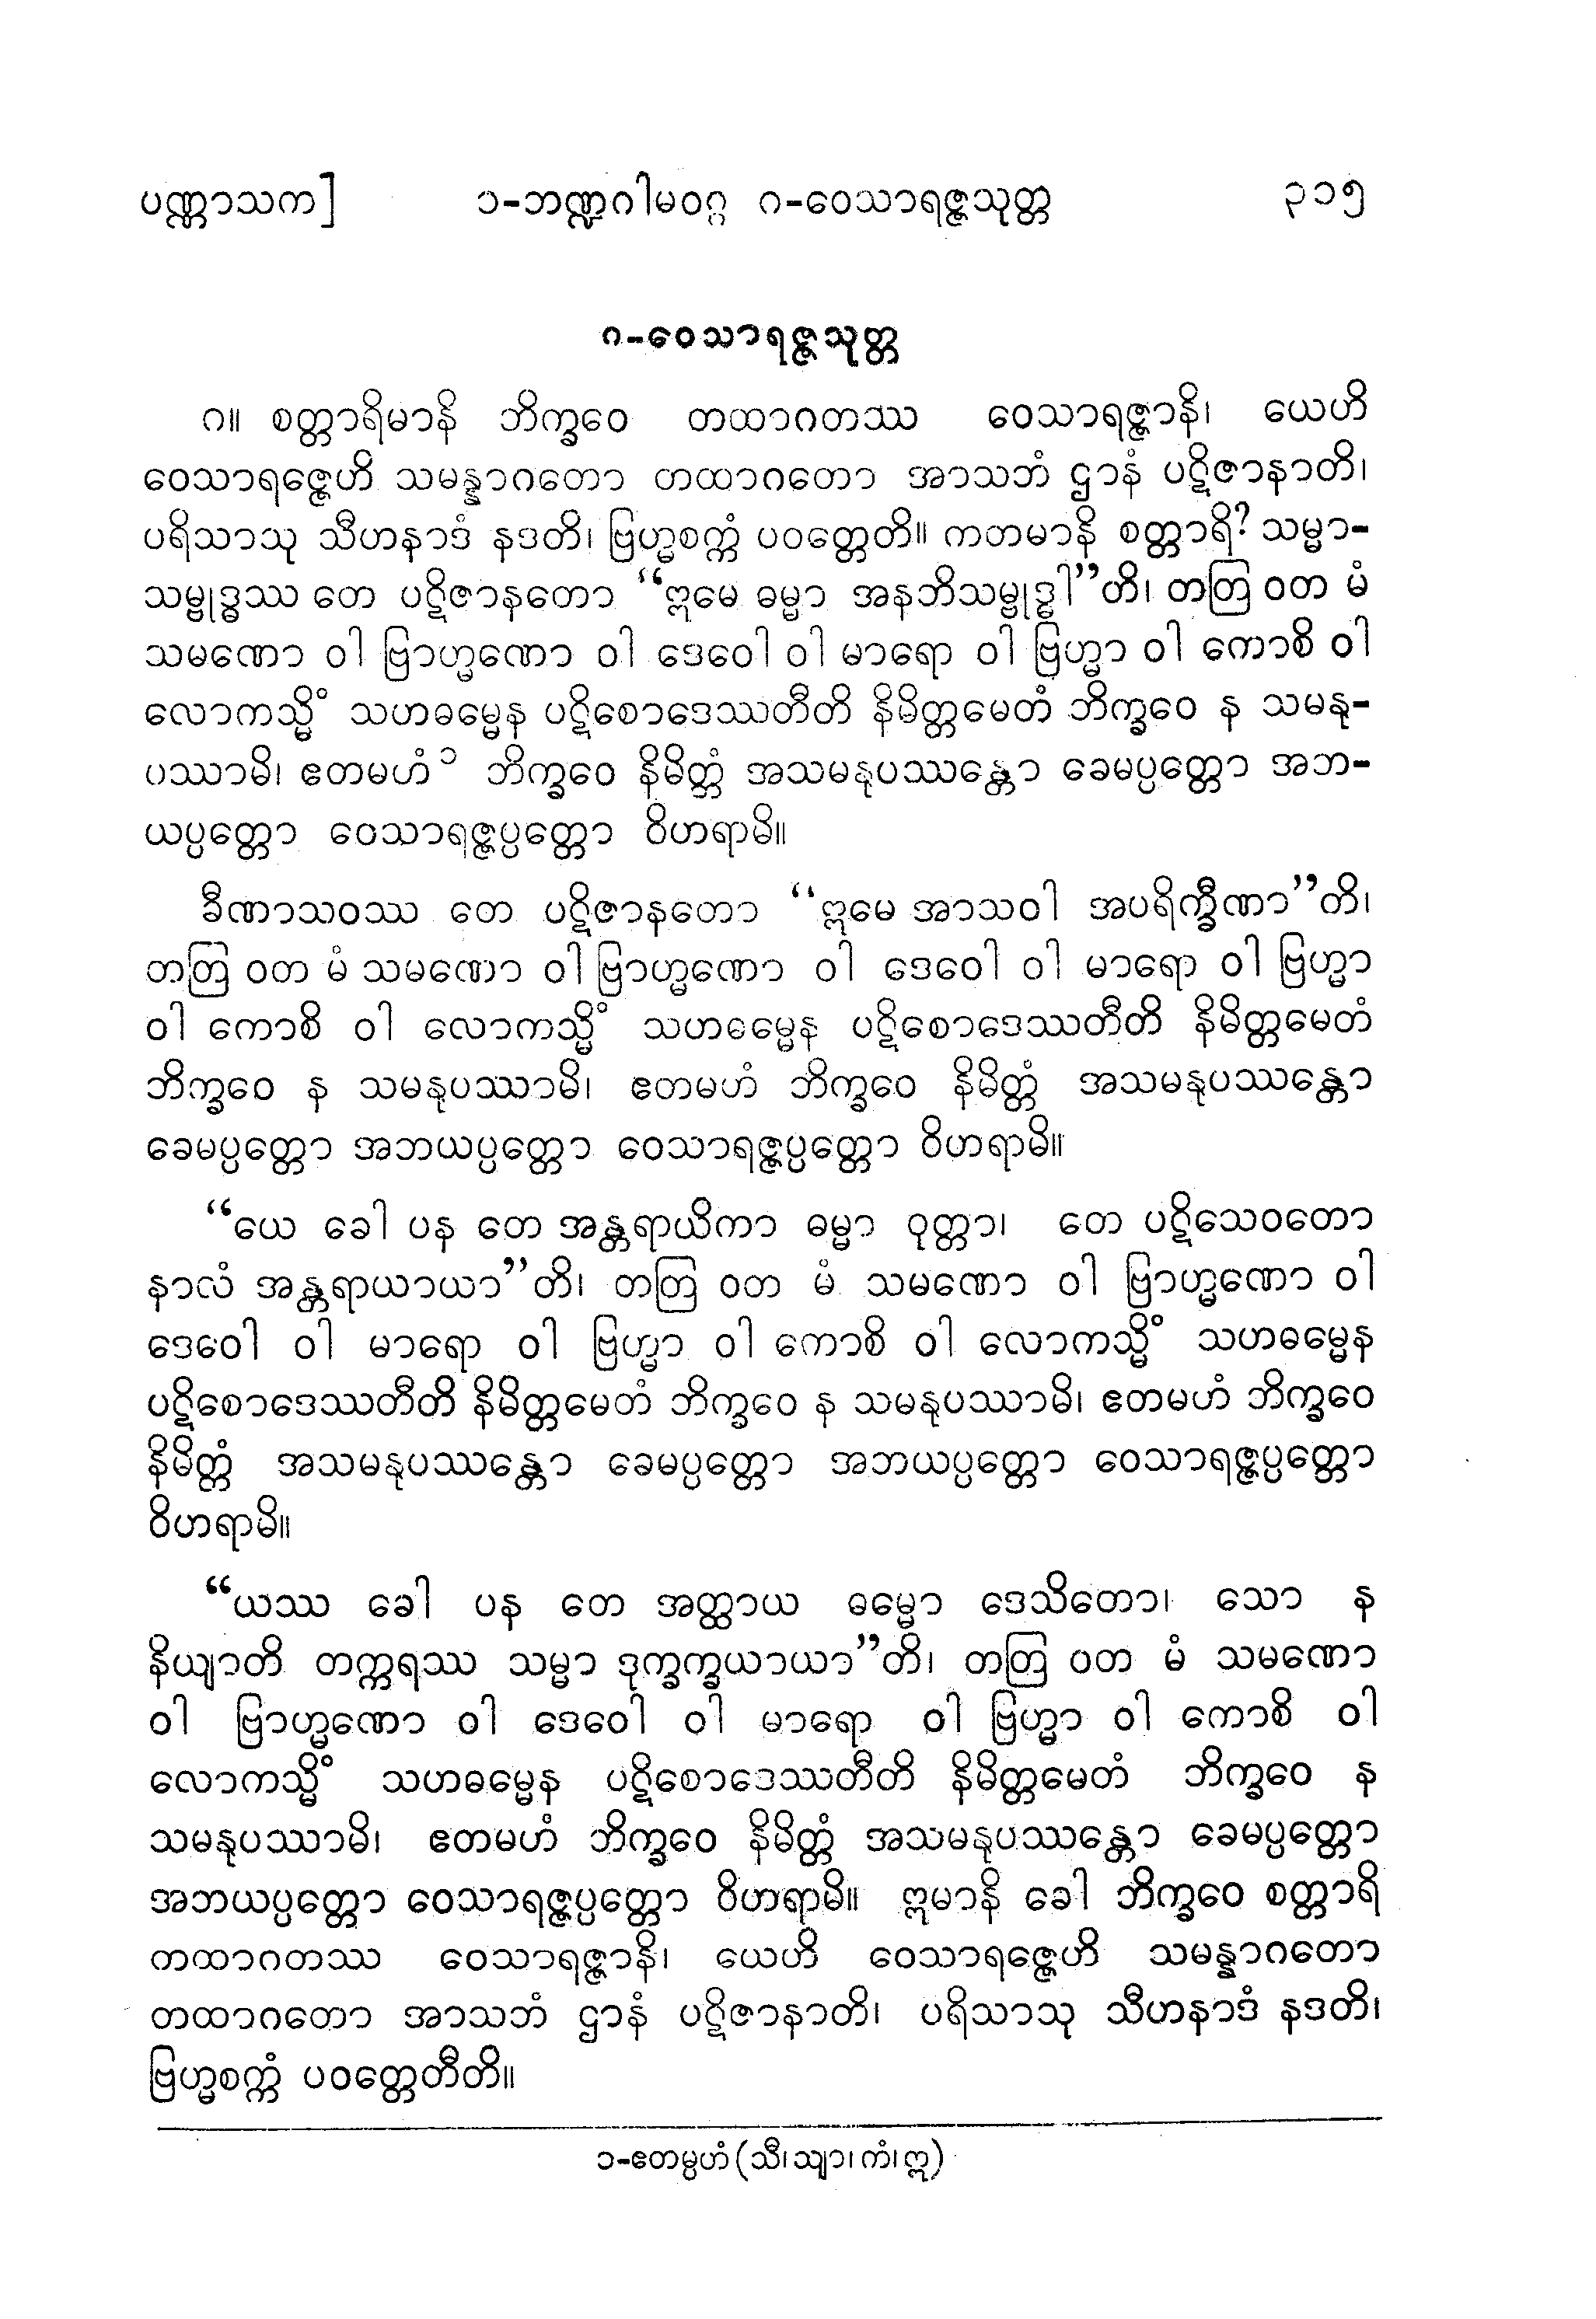 ပဏ္ဏာသက]   ၁-ဘဏ္ဍဂါမဝဂ္ဂ ဂ-ဝေသာရဇ္ဇသုတ္တ   ၃၁၅
ဂ-ဝေသာရဇ္ဇသုတ္တ
ဂ။ စတ္တာရိမာနိ ဘိက္ခဝေ တထာဂတဿ ဝေသာရဇ္ဇာနိ၊ ယေဟိ
ဝေသာရဇ္ဇေဟိ သမန္နာဂတော တထာဂတော အာသဘံ ဌာနံ ပဋိဇာနာတိ၊
ပရိသာသု သီဟနာဒံ နဒတိ၊ ဗြဟ္မစက္ကံ ပဝတ္တေတိ။ ကတမာနိ စတ္တာရိ? သမ္မာ-
သမ္ဗုဒ္ဓဿ တေ ပဋိဇာနတော “ဣမေ ဓမ္မာ အနဘိသမ္ဗုဒ္ဓါ”တိ၊ တတြ ဝတ မံ
သမဏော ဝါ ဗြာဟ္မဏော ဝါ ဒေဝေါ ဝါ မာရော ဝါ ဗြဟ္မာ ဝါ ကောစိ ဝါ
လောကသ္မိံ သဟဓမ္မေန ပဋိစောဒေဿတီတိ နိမိတ္တမေတံ ဘိက္ခဝေ န သမနု-
ပဿာမိ၊ ဧတမဟံ ၁ ဘိက္ခဝေ နိမိတ္တံ အသမနုပဿန္တော ခေမပ္ပတ္တော အဘ-
ယပ္ပတ္တော ဝေသာရဇ္ဇပ္ပတ္တော ဝိဟရာမိ။
ခီဏာသဝဿ တေ ပဋိဇာနတော “ဣမေ အာသဝါ အပရိက္ခီဏာ”တိ၊
တတြ ဝတ မံ သမဏော ဝါ ဗြာဟ္မဏော ဝါ ဒေဝေါ ဝါ မာရော ဝါ ဗြဟ္မာ
ဝါ ကောစိ ဝါ လောကသ္မိံ သဟဓမ္မေန ပဋိစောဒေဿတီတိ နိမိတ္တမေတံ
ဘိက္ခဝေ န သမနုပဿာမိ၊ ဧတမဟံ ဘိက္ခဝေ နိမိတ္တံ အသမနုပဿန္တော
ခေမပ္ပတ္တော အဘယပ္ပတ္တော ဝေသာရဇ္ဇပ္ပတ္တော ဝိဟရာမိ။
“ယေ ခေါ ပန တေ အန္တရာယိကာ ဓမ္မာ ဝုတ္တာ၊ တေ ပဋိသေဝတော
နာလံ အန္တရာယာယာ”တိ၊ တတြ ဝတ မံ သမဏော ဝါ ဗြာဟ္မဏော ဝါ
ဒေဝေါ ဝါ မာရော ဝါ ဗြဟ္မာ ဝါ ကောစိ ဝါ လောကသ္မိံ သဟဓမ္မေန
ပဋိစောဒေဿတီတိ နိမိတ္တမေတံ ဘိက္ခဝေ န သမနုပဿာမိ၊ ဧတမဟံ ဘိက္ခဝေ
နိမိတ္တံ အသမနုပဿန္တော ခေမပ္ပတ္တော အဘယပ္ပတ္တော ဝေသာရဇ္ဇပ္ပတ္တော
ဝိဟရာမိ။
“ယဿ ခေါ ပန တေ အတ္ထာယ ဓမ္မော ဒေသိတော၊ သော န
နိယျာတိ တက္ကရဿ သမ္မာ ဒုက္ခက္ခယာယာ”တိ၊ တတြ ဝတ မံ သမဏော
ဝါ ဗြာဟ္မဏော ဝါ ဒေဝေါ ဝါ မာရော ဝါ ဗြဟ္မာ ဝါ ကောစိ ဝါ
လောကသ္မိံ သဟဓမ္မေန ပဋိစောဒေဿတီတိ နိမိတ္တမေတံ ဘိက္ခဝေ န
သမနုပဿာမိ၊ ဧတမဟံ ဘိက္ခဝေ နိမိတ္တံ အသမနုပဿန္တော ခေမပ္ပတ္တော
အဘယပ္ပတ္တော ဝေသာရဇ္ဇပ္ပတ္တော ဝိဟရာမိ။ ဣမာနိ ခေါ ဘိက္ခဝေ စတ္တာရိ
တထာဂတဿ ဝေသာရဇ္ဇာနိ၊ ယေဟိ ဝေသာရဇ္ဇေဟိ သမန္နာဂတော
တထာဂတော အာသဘံ ဌာနံ ပဋိဇာနာတိ၊ ပရိသာသု သီဟနာဒံ နဒတိ၊
ဗြဟ္မစက္ကံ ပဝတ္တေတီတိ။
၁-ဧတမ္ပဟံ (သီ၊ သျာ၊ ကံ၊ ဣ)